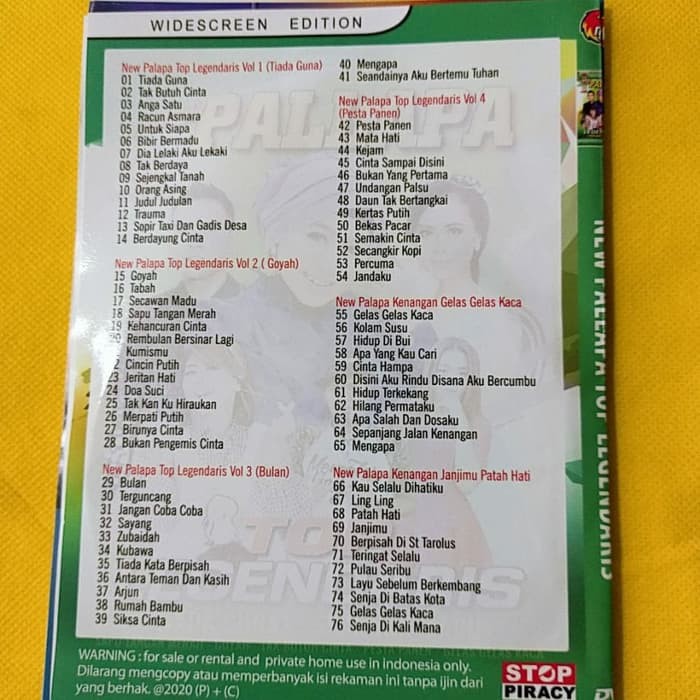 WIDESCREEN EDITION
New Palapa Top Legendaris Vol 1 (Tiada Guna)
01 Tiada Guna
02 Tak Butuh Cinta
03 Anga Satu
04 Racun Asmara
05 Untuk Siapa
06 Bibir Bermadu
07 Dia Lelaki Aku Lekaki
08 Tak Berdaya
09 Sejengkal Tanah
10 Orang Asing
11 Judul Judulan
12 Trauma
13 Sopir Taxi Dan Gadis Desa
14 Berdayung Cinta
New Palapa Top Legendaris Vol 2 ( Goyah)
15 Goyah
16 Tabah
17 Secawan Madu
18 Sapu Tangan Merah
19 Kehancuran Cinta
20 Rembulan Bersinar Lagi
Kumismu
2 Cincin Putih
23 Jeritan Hati
24 Doa Suci
25 Tak Kan Ku Hiraukan
26 Merpati Putih
27 Birunya Cinta
28 Bukan Pengemis Cinta
New Palapa Top Legendaris Vol 3 (Bulan)
29 Bulan
30 Terguncang
31 Jangan Coba Coba
32 Sayang
33 Zubaidah
34 Kubawa
35 Tiada Kata Berpisah
36 Antara Teman Dan Kasih
37 Arjun
38 Rumah Bambu
39 Siksa Cinta
40 Mengapa
41 Seandainya Aku Bertemu Tuhan
New Palapa Top Legendaris Vol 4
(Pesta Panen)
42 Pesta Panen
43 Mata Hati
44 Kejam
45 Cinta Sampai Disini
46 Bukan Yang Pertama
47 Undangan Palsu
48 Daun Tak Bertangkai
49 Kertas Putih
50 Bekas Pacar
51 Semakin Cinta
52 Secangkir Kopi
53 Percuma
54 Jandaku
New Palapa Kenangan Gelas Gelas Kaca
55 Gelas Gelas Kaca
56 Kolam Susu
57 Hidup Di Bui
58 Apa Yang Kau Cari
59 Cinta Hampa
60 Disini Aku Rindu Disana Aku Bercumbu
61 Hidup Terkekang
62 Hilang Permataku
63 Apa Salah Dan Dosaku
64 Sepanjang Jalan Kenangan
65 Mengapa
New Palapa Kenangan Janjimu Patah Hati
66 Kau Selalu Dihatiku
67 Ling Ling
68 Patah Hati
69 Janjimu
70 Berpisah Di St Tarolus
71 Teringat Selalu
72 Pulau Seribu
73 Layu Sebelum Berkembang
74 Senja Di Batas Kota
75 Gelas Gelas Kaca
76 Senja Di Kali Mana
PALLAPA
TOP
LEGENDARIS
WARNING : for sale or rental and private home use in indonesia only.
Dilarang mengcopy atau memperbanyak isi rekaman ini tanpa ijin dari
yang berhak. @2020 (P) + (C)
STOP
PIRACY
NEW PALLAPA TOP LEGENDARIS